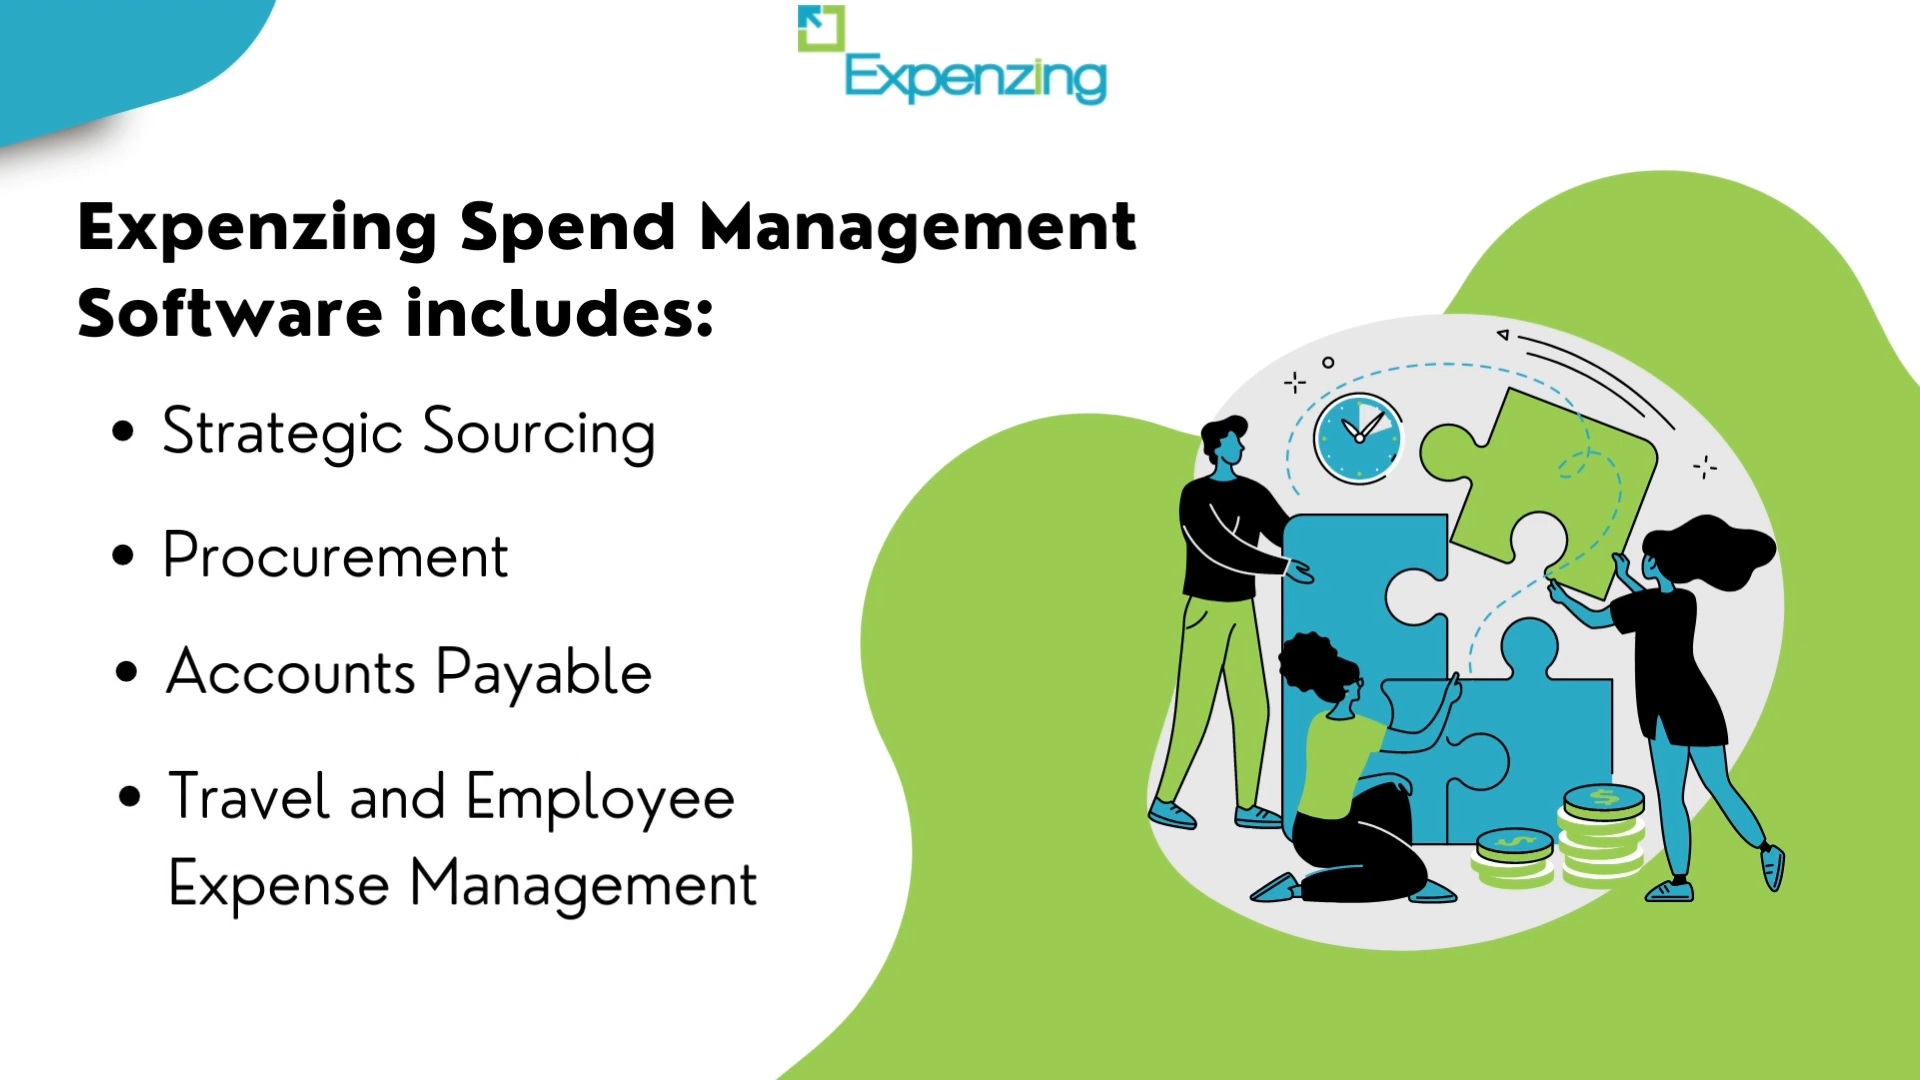 Expenzing
Expenzing Spend Management
Software includes:
• Strategic Sourcing
• Procurement
• Accounts Payable
• Travel and Employee
Expense Management
$
$